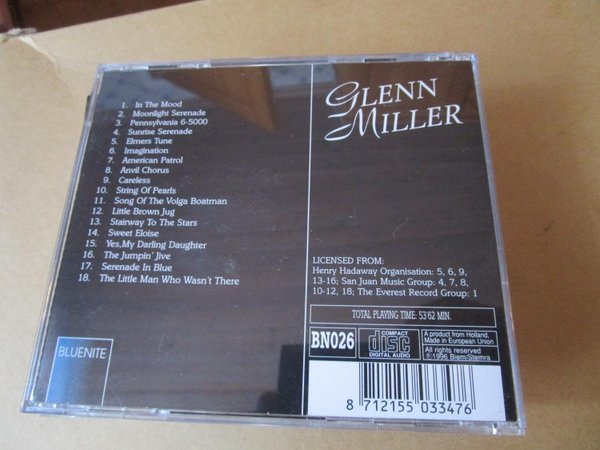 GLENN
MILLER
1. In The Mood
2. Moonlight Serenade
3. Pennsylvania 6-5000
4. Sunrise Serenade
5. Elmers Tune
6. Imagination
7. American Patrol
8. Anvil Chorus
9. Careless
10. String Of Pearls
11. Song Of The Volga Boatman
12. Little Brown Jug
13. Stairway To The Stars
14. Sweet Eloise
15. Yes,My Darling Daughter
16. The Jumpin' Jive
17. Serenade In Blue
18. The Little Man Who Wasn't There
LICENSED FROM:
Henry Hadaway Organisation: 5, 6, 9,
13-16; San Juan Music Group: 4, 7, 8,
10-12, 18; The Everest Record Group: 1
TOTAL PLAYING TIME: 53'62 MIN.
BLUENITE
BN026
COMPACT
disc
DIGITAL AUDIO
A product from Holland,
Made in European Union
All rights reserved
℗ 1996 Biem/Stemra
8 712155 033476